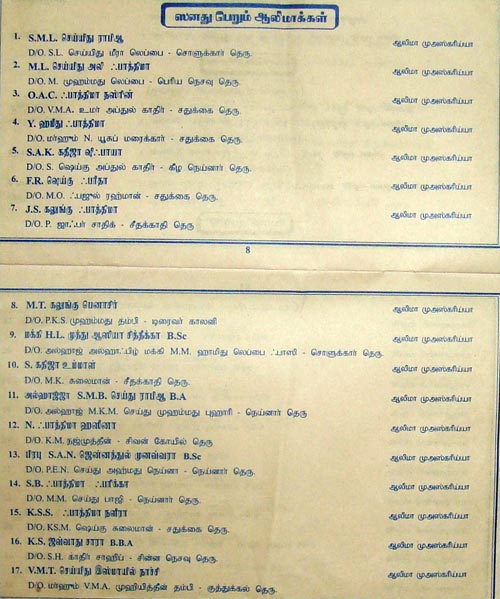 ஸனது பெறும் ஆலிமாக்கள்
1. S.M.L. செய்யிது ராமிஆ ஆலிமா முஅஸ்கரிய்யா
D/O. S.L. செய்யிது மீரா லெப்பை - சொளுக்கார் தெரு.
2. M.L. செய்யிது அலி ஃபாத்திமா ஆலிமா முஅஸ்கரிய்யா
D/O. M. முஹம்மது லெப்பை - பெரிய நெசவு தெரு.
3. O.A.C. ஃபாத்திமா நஸ்ரின் ஆலிமா முஅஸ்கரிய்யா
D/O. V.M.A. உமர் அப்துல் காதிர் - சதுக்கை தெரு.
4. Y. ஹமீது ஃபாத்திமா ஆலிமா முஅஸ்கரிய்யா
D/O. மர்ஹும் N. யூசுப் மரைக்கார் - சதுக்கை தெரு.
5. S.A.K. கதீஜா ஷீஃபாயா ஆலிமா முஅஸ்கரிய்யா
D/O. S. ஷெய்கு அப்துல் காதிர் - கீழ நெய்னார் தெரு.
6. F.R. ஷெய்கு ஃபரீதா ஆலிமா முஅஸ்கரிய்யா
D/O. M.O. ஃபஜுல் ரஹ்மான் - சதுக்கை தெரு.
7. J.S. கலுங்கு ஃபாத்திமா ஆலிமா முஅஸ்கரிய்யா
D/O. P. ஜாஃபர் சாதிக் - சீதக்காதி தெரு
8
8. M.T. கலுங்கு பெனாசிர் ஆலிமா முஅஸ்கரிய்யா
D/O. P.K.S. முஹம்மது தம்பி - டிரைவர் காலனி
9. மக்கி H.L. முத்து ஆஸியா சித்தீக்கா B.Sc ஆலிமா முஅஸ்கரிய்யா
D/O. அல்ஹாஜ் அல்ஹாஃபிழ் மக்கி M.M. ஹாமிது லெப்பை ஃபாஸி - சொளுக்கார் தெரு.
10. S. கதீஜா உம்மாள் ஆலிமா முஅஸ்கரிய்யா
D/O. M.K. சுலைமான் - சீதக்காதி தெரு.
11. அல்ஹாஜ்ஜா S.M.B. செய்து ராமிஆ B.A ஆலிமா முஅஸ்கரிய்யா
D/O. அல்ஹாஜ் M.K.M. செய்து முஹம்மது புஹாரி - நெய்னார் தெரு.
12. N. ஃபாத்திமா ஹஸீனா ஆலிமா முஅஸ்கரிய்யா
D/O. K.M. நஜ்முத்தீன் - சிவன் கோயில் தெரு
13. பிரபு S.A.N. ஜென்னத்துல் முனவ்வரா B.Sc ஆலிமா முஅஸ்கரிய்யா
D/O. P.E.N. செய்து அஹ்மது நெய்னா - நெய்னார் தெரு.
14. S.B. ஃபாத்திமா ஃபரிக்கா ஆலிமா முஅஸ்கரிய்யா
D/O. M.M. செய்து பாஜி - நெய்னார் தெரு.
15. K.S.S. ஃபாத்திமா நளீரா ஆலிமா முஅஸ்கரிய்யா
D/O. KS.M. ஷெய்கு சுலைமான் - சதுக்கை தெரு.
16. K.S. ஜவ்வாது சாரா B.B.A ஆலிமா முஅஸ்கரிய்யா
D/O. S.H. காதிர் சாஹிப் - சின்ன நெசவு தெரு.
17. V.M.T. செய்யிது இஸ்மாயில் நாச்சி ஆலிமா முஅஸ்கரிய்யா
D/O. மர்ஹும் V.M.A. முஹிய்யித்தீன் தம்பி - குத்துக்கல் தெரு.